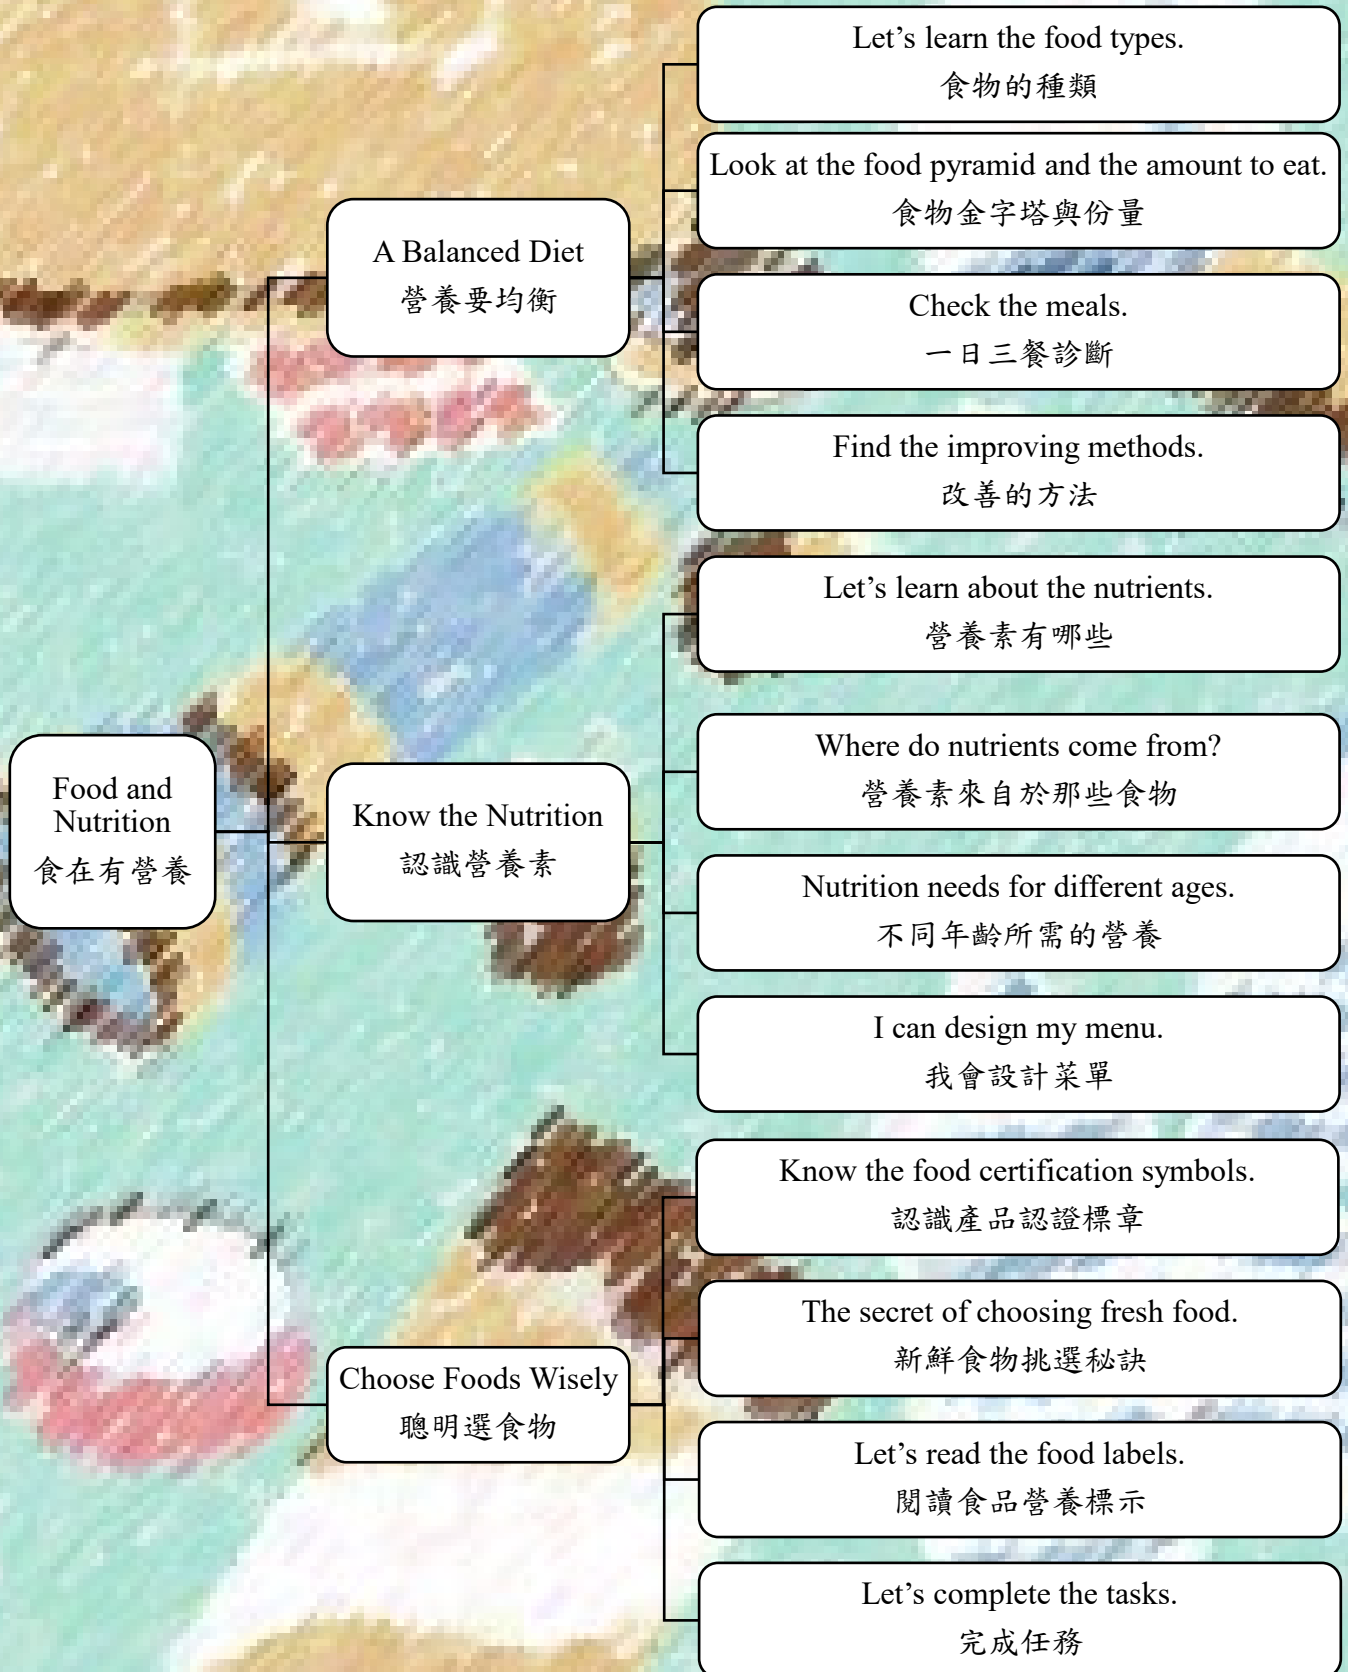 Food and
Nutrition
食在有營養
A Balanced Diet
營養要均衡
Let's learn the food types.
食物的種類
Look at the food pyramid and the amount to eat.
食物金字塔與份量
Check the meals.
一日三餐診斷
Find the improving methods.
改善的方法
Know the Nutrition
認識營養素
Let's learn about the nutrients.
營養素有哪些
Where do nutrients come from?
營養素來自於那些食物
Nutrition needs for different ages.
不同年齡所需的營養
I can design my menu.
我會設計菜單
Choose Foods Wisely
聰明選食物
Know the food certification symbols.
認識產品認證標章
The secret of choosing fresh food.
新鮮食物挑選秘訣
Let's read the food labels.
閱讀食品營養標示
Let's complete the tasks.
完成任務